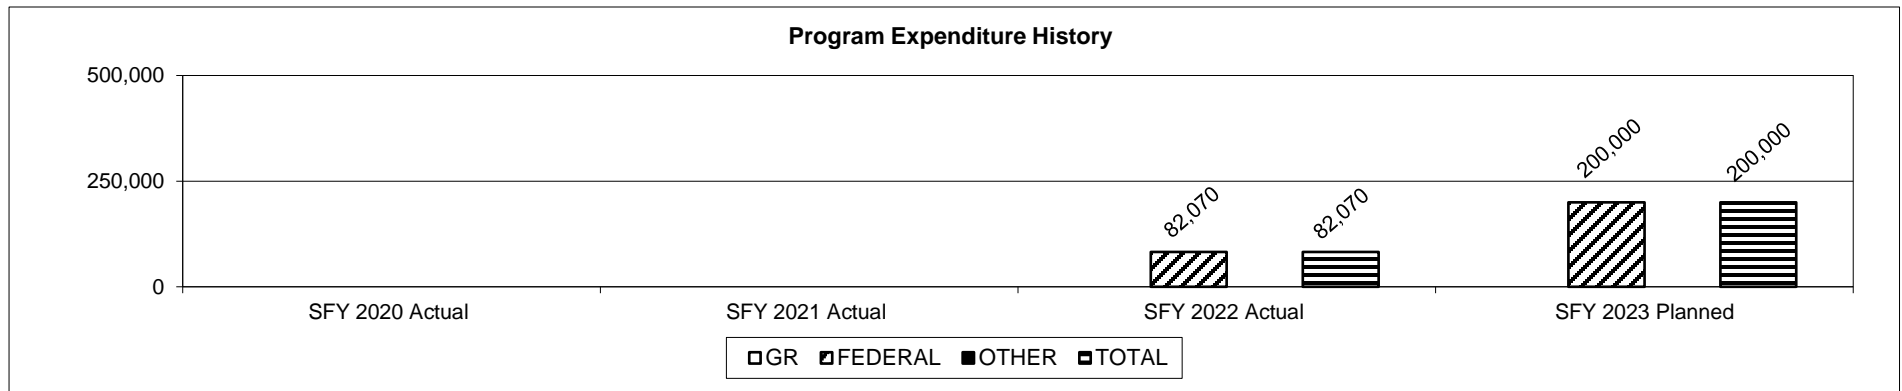 Program Expenditure History
500,000
250,000
0
82,070
82,070
200,000
200,000
SFY 2020 Actual
SFY 2021 Actual
SFY 2022 Actual
SFY 2023 Planned
GR FEDERAL OTHER TOTAL